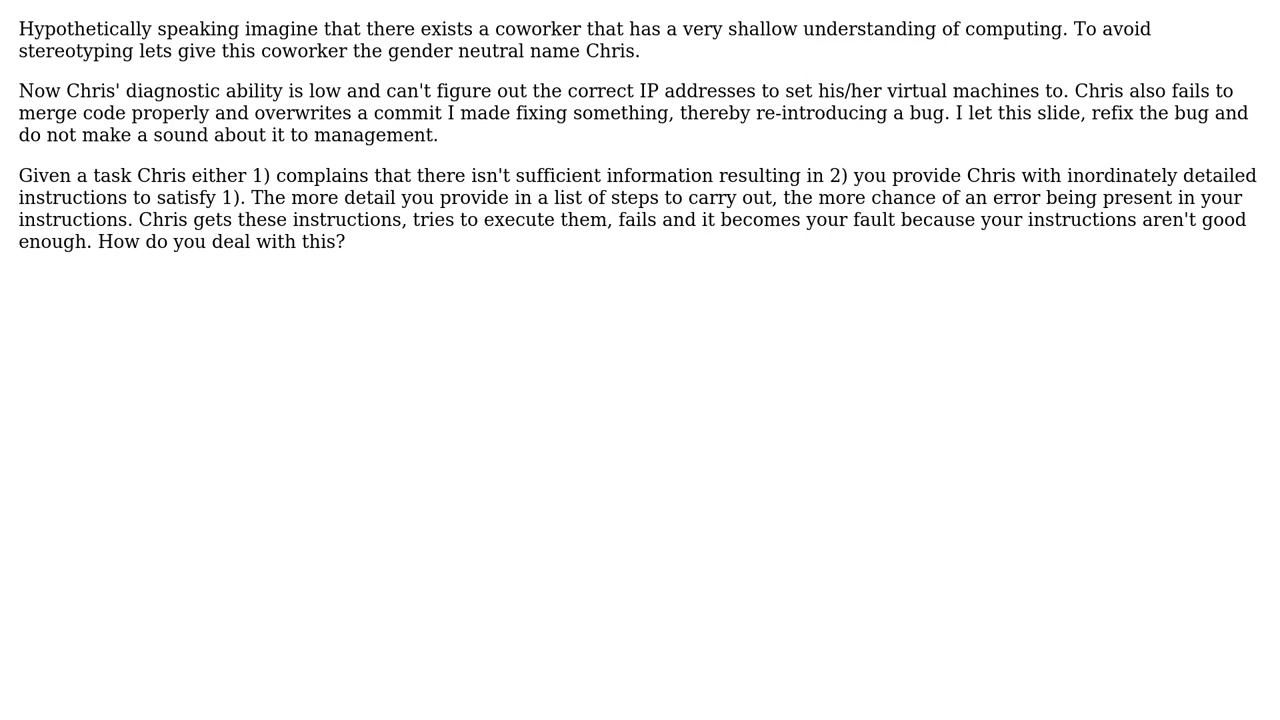 Hypothetically speaking imagine that there exists a coworker that has a very shallow understanding of computing. To avoid
stereotyping lets give this coworker the gender neutral name Chris.
Now Chris' diagnostic ability is low and can't figure out the correct IP addresses to set his/her virtual machines to. Chris also fails to
merge code properly and overwrites a commit I made fixing something, thereby re-introducing a bug. I let this slide, refix the bug and
do not make a sound about it to management.
Given a task Chris either 1) complains that there isn't sufficient information resulting in 2) you provide Chris with inordinately detailed
instructions to satisfy 1). The more detail you provide in a list of steps to carry out, the more chance of an error being present in your
instructions. Chris gets these instructions, tries to execute them, fails and it becomes your fault because your instructions aren't good
enough. How do you deal with this?